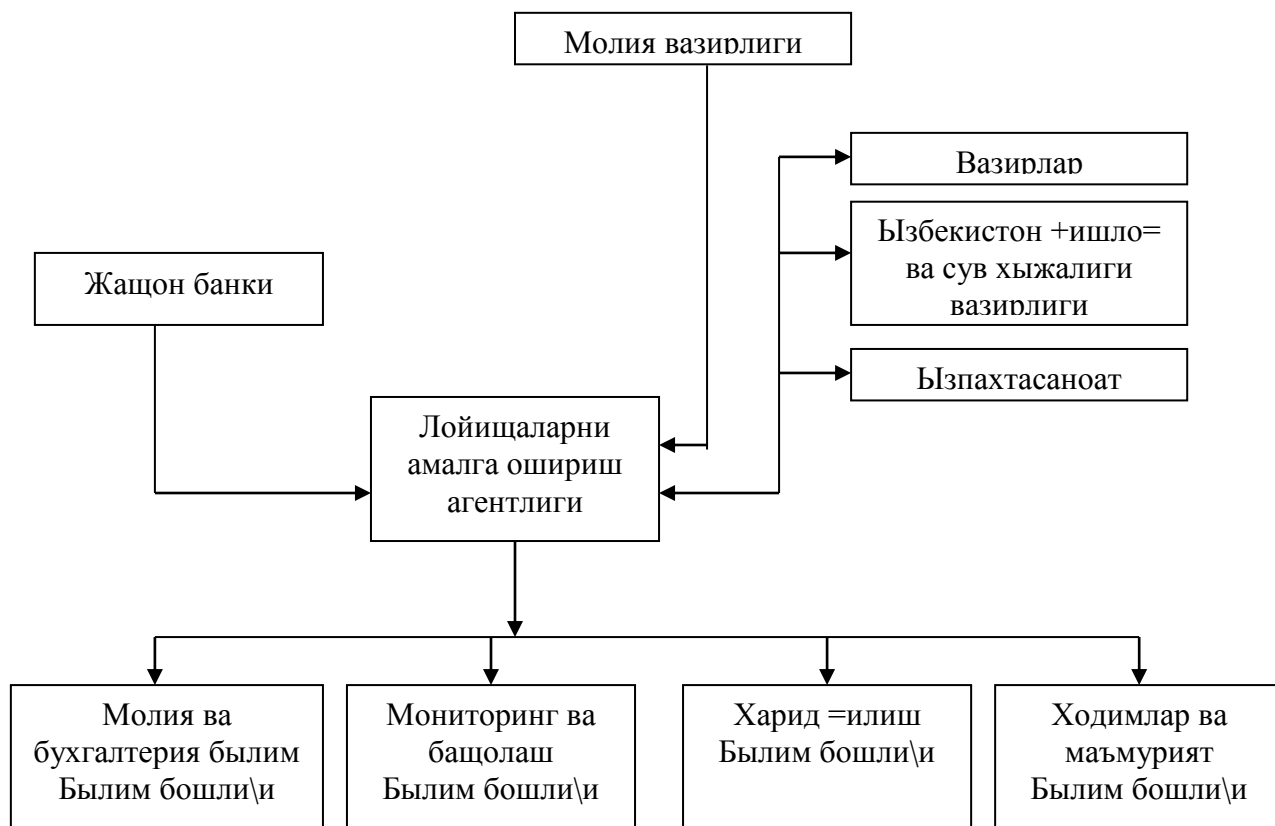 Молия вазирлиги
Вазирлар
Ызбекистон +ишло=
ва сув хыжалиги
вазирлиги
Жащон банки
Ызпахтасаноат
Лойищаларни
амалга ошириш
агентлиги
Молия ва
бухгалтерия былим
Былим бошли\и
Мониторинг ва
бащолаш
Былим бошли\и
Харид =илиш
Былим бошли\и
Ходимлар ва
маъмурият
Былим бошли\и